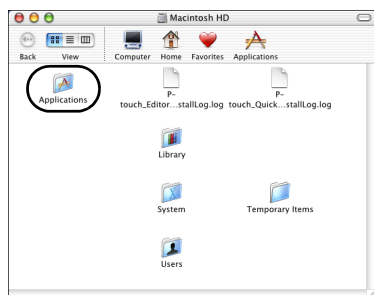 Macintosh HD
Back View Computer Home Favorites Applications
Applications
P-
touch_Editor...stallLog.log
P-
touch_Quick...stallLog.log
Library
System
Temporary Items
Users